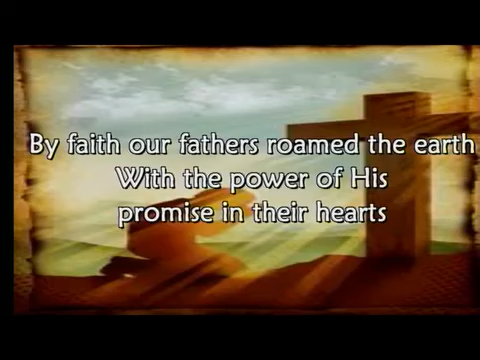 By faith our fathers roamed the earth
With the power of His
promise in their hearts